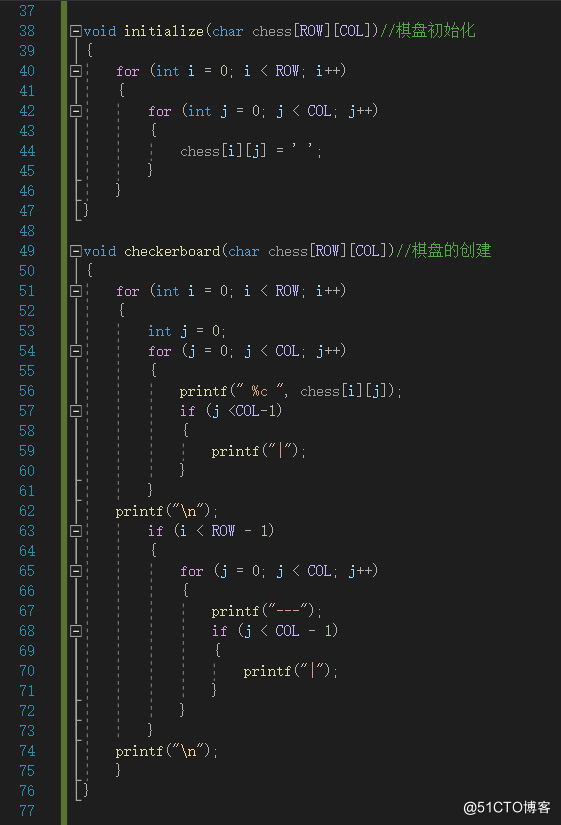 37
38 void initialize(char chess[ROW][COL])//棋盘初始化
39 {
40     for (int i = 0; i < ROW; i++)
41     {
42         for (int j = 0; j < COL; j++)
43         {
44             chess[i][j] = ' ';
45         }
46     }
47 }
48
49 void checkerboard(char chess[ROW][COL])//棋盘的创建
50 {
51     for (int i = 0; i < ROW; i++)
52     {
53         int j = 0;
54         for (j = 0; j < COL; j++)
55         {
56             printf(" %c ", chess[i][j]);
57             if (j <COL-1)
58             {
59                 printf("|");
60             }
61         }
62     printf("\n");
63         if (i < ROW - 1)
64         {
65             for (j = 0; j < COL; j++)
66             {
67                 printf("---");
68                 if (j < COL - 1)
69                 {
70                     printf("|");
71                 }
72             }
73         }
74     printf("\n");
75     }
76 }
77
@51CTO博客